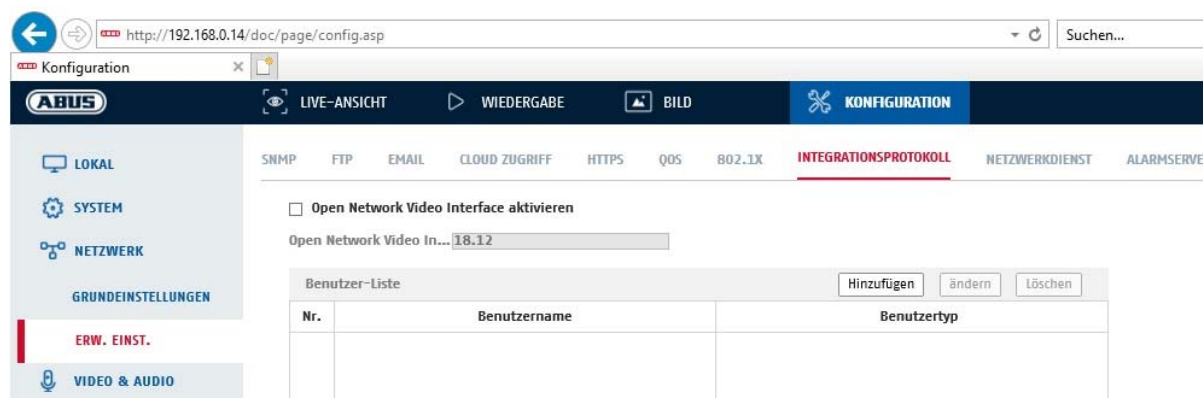 http://192.168.0.14/doc/page/config.asp
Suchen...
Konfiguration
ABUS
LIVE-ANSICHT
WIEDERGABE
BILD
KONFIGURATION
LOKAL
SYSTEM
NETZWERK
GRUNDEINSTELLUNGEN
ERW. EINST.
VIDEO & AUDIO
SNMP FTP EMAIL CLOUD ZUGRIFF HTTPS QOS 802.1X INTEGRATIONSPROTOKOLL NETZWERKDIENST ALARMSERVE
Open Network Video Interface aktivieren
Open Network Video In... 18.12
Benutzer-Liste
Hinzufügen
ändern
Löschen
Nr. Benutzername Benutzertyp